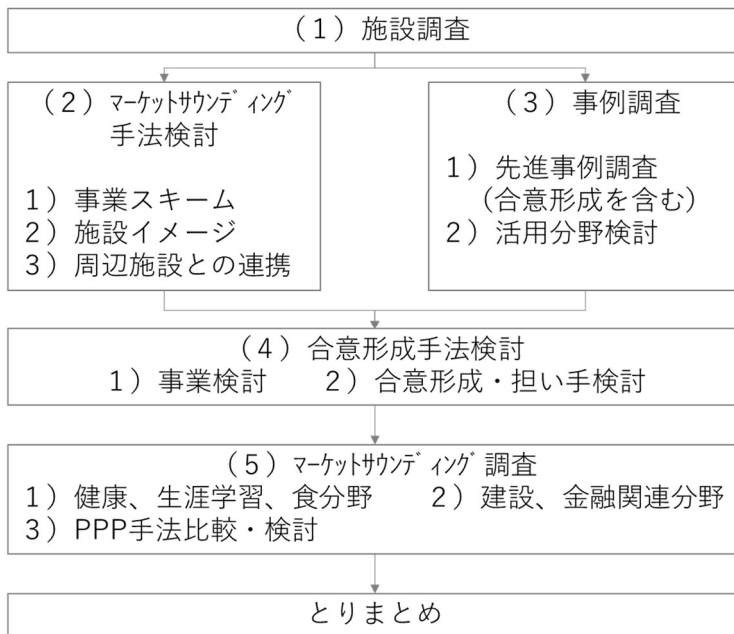 （１）施設調査
（２）ﾏｰｹｯﾄｻｳﾝﾃﾞｨﾝｸﾞ
手法検討
１）事業スキーム
２）施設イメージ
３）周辺施設との連携
（３）事例調査
１）先進事例調査
（合意形成を含む）
２）活用分野検討
（４）合意形成手法検討
１）事業検討　　２）合意形成・担い手検討
（５）ﾏｰｹｯﾄｻｳﾝﾃﾞｨﾝｸﾞ調査
１）健康、生涯学習、食分野　　２）建設、金融関連分野
３）PPP手法比較・検討
とりまとめ